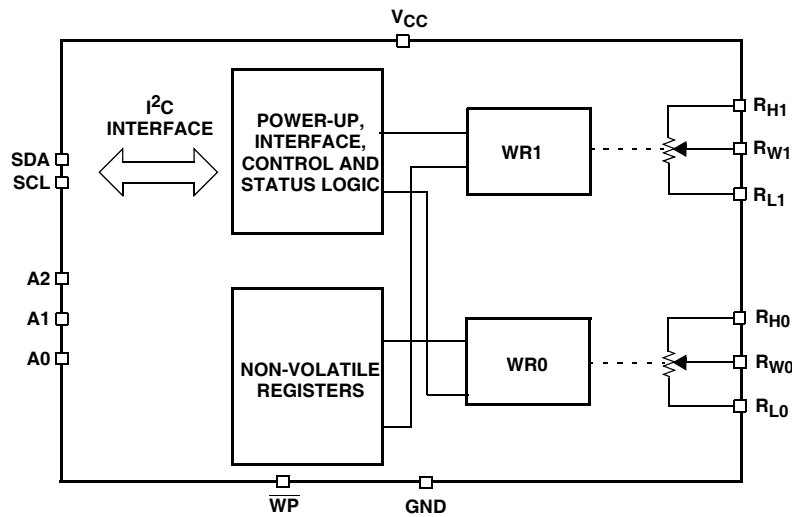 VCC
I2C
INTERFACE
SDA
SCL
A2
A1
A0
POWER-UP,
INTERFACE,
CONTROL AND
STATUS LOGIC
NON-VOLATILE
REGISTERS
WR1
WR0
RH1
RW1
RL1
RH0
RW0
RL0
WP
GND